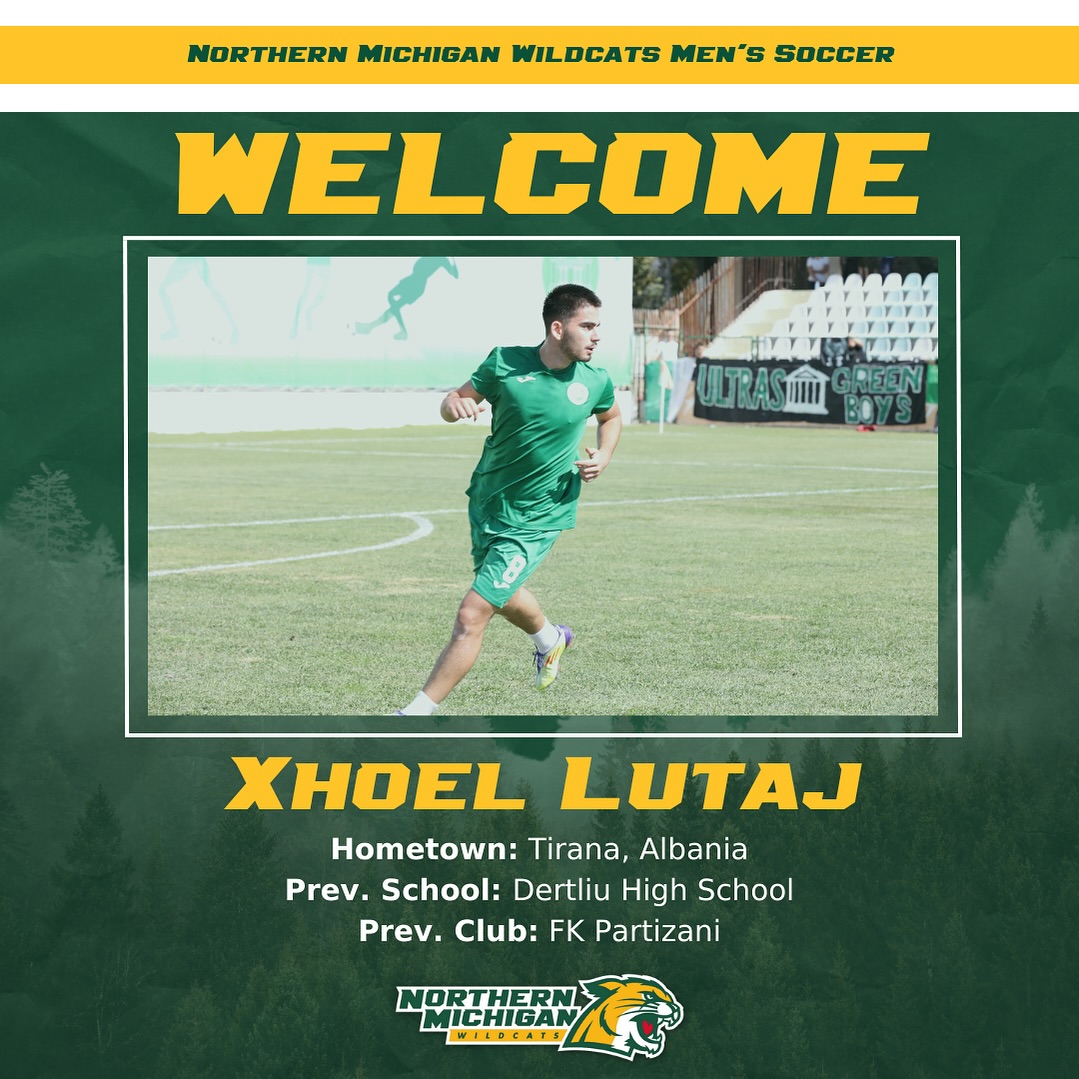 Northern Michigan Wildcats Men's Soccer
WELCOME
ULTRAS GREEN
BOYS
8
Xhoel Lutaj
Hometown: Tirana, Albania
Prev. School: Dertliu High School
Prev. Club: FK Partizani
NORTHERN
MICHIGAN
WILDCATS